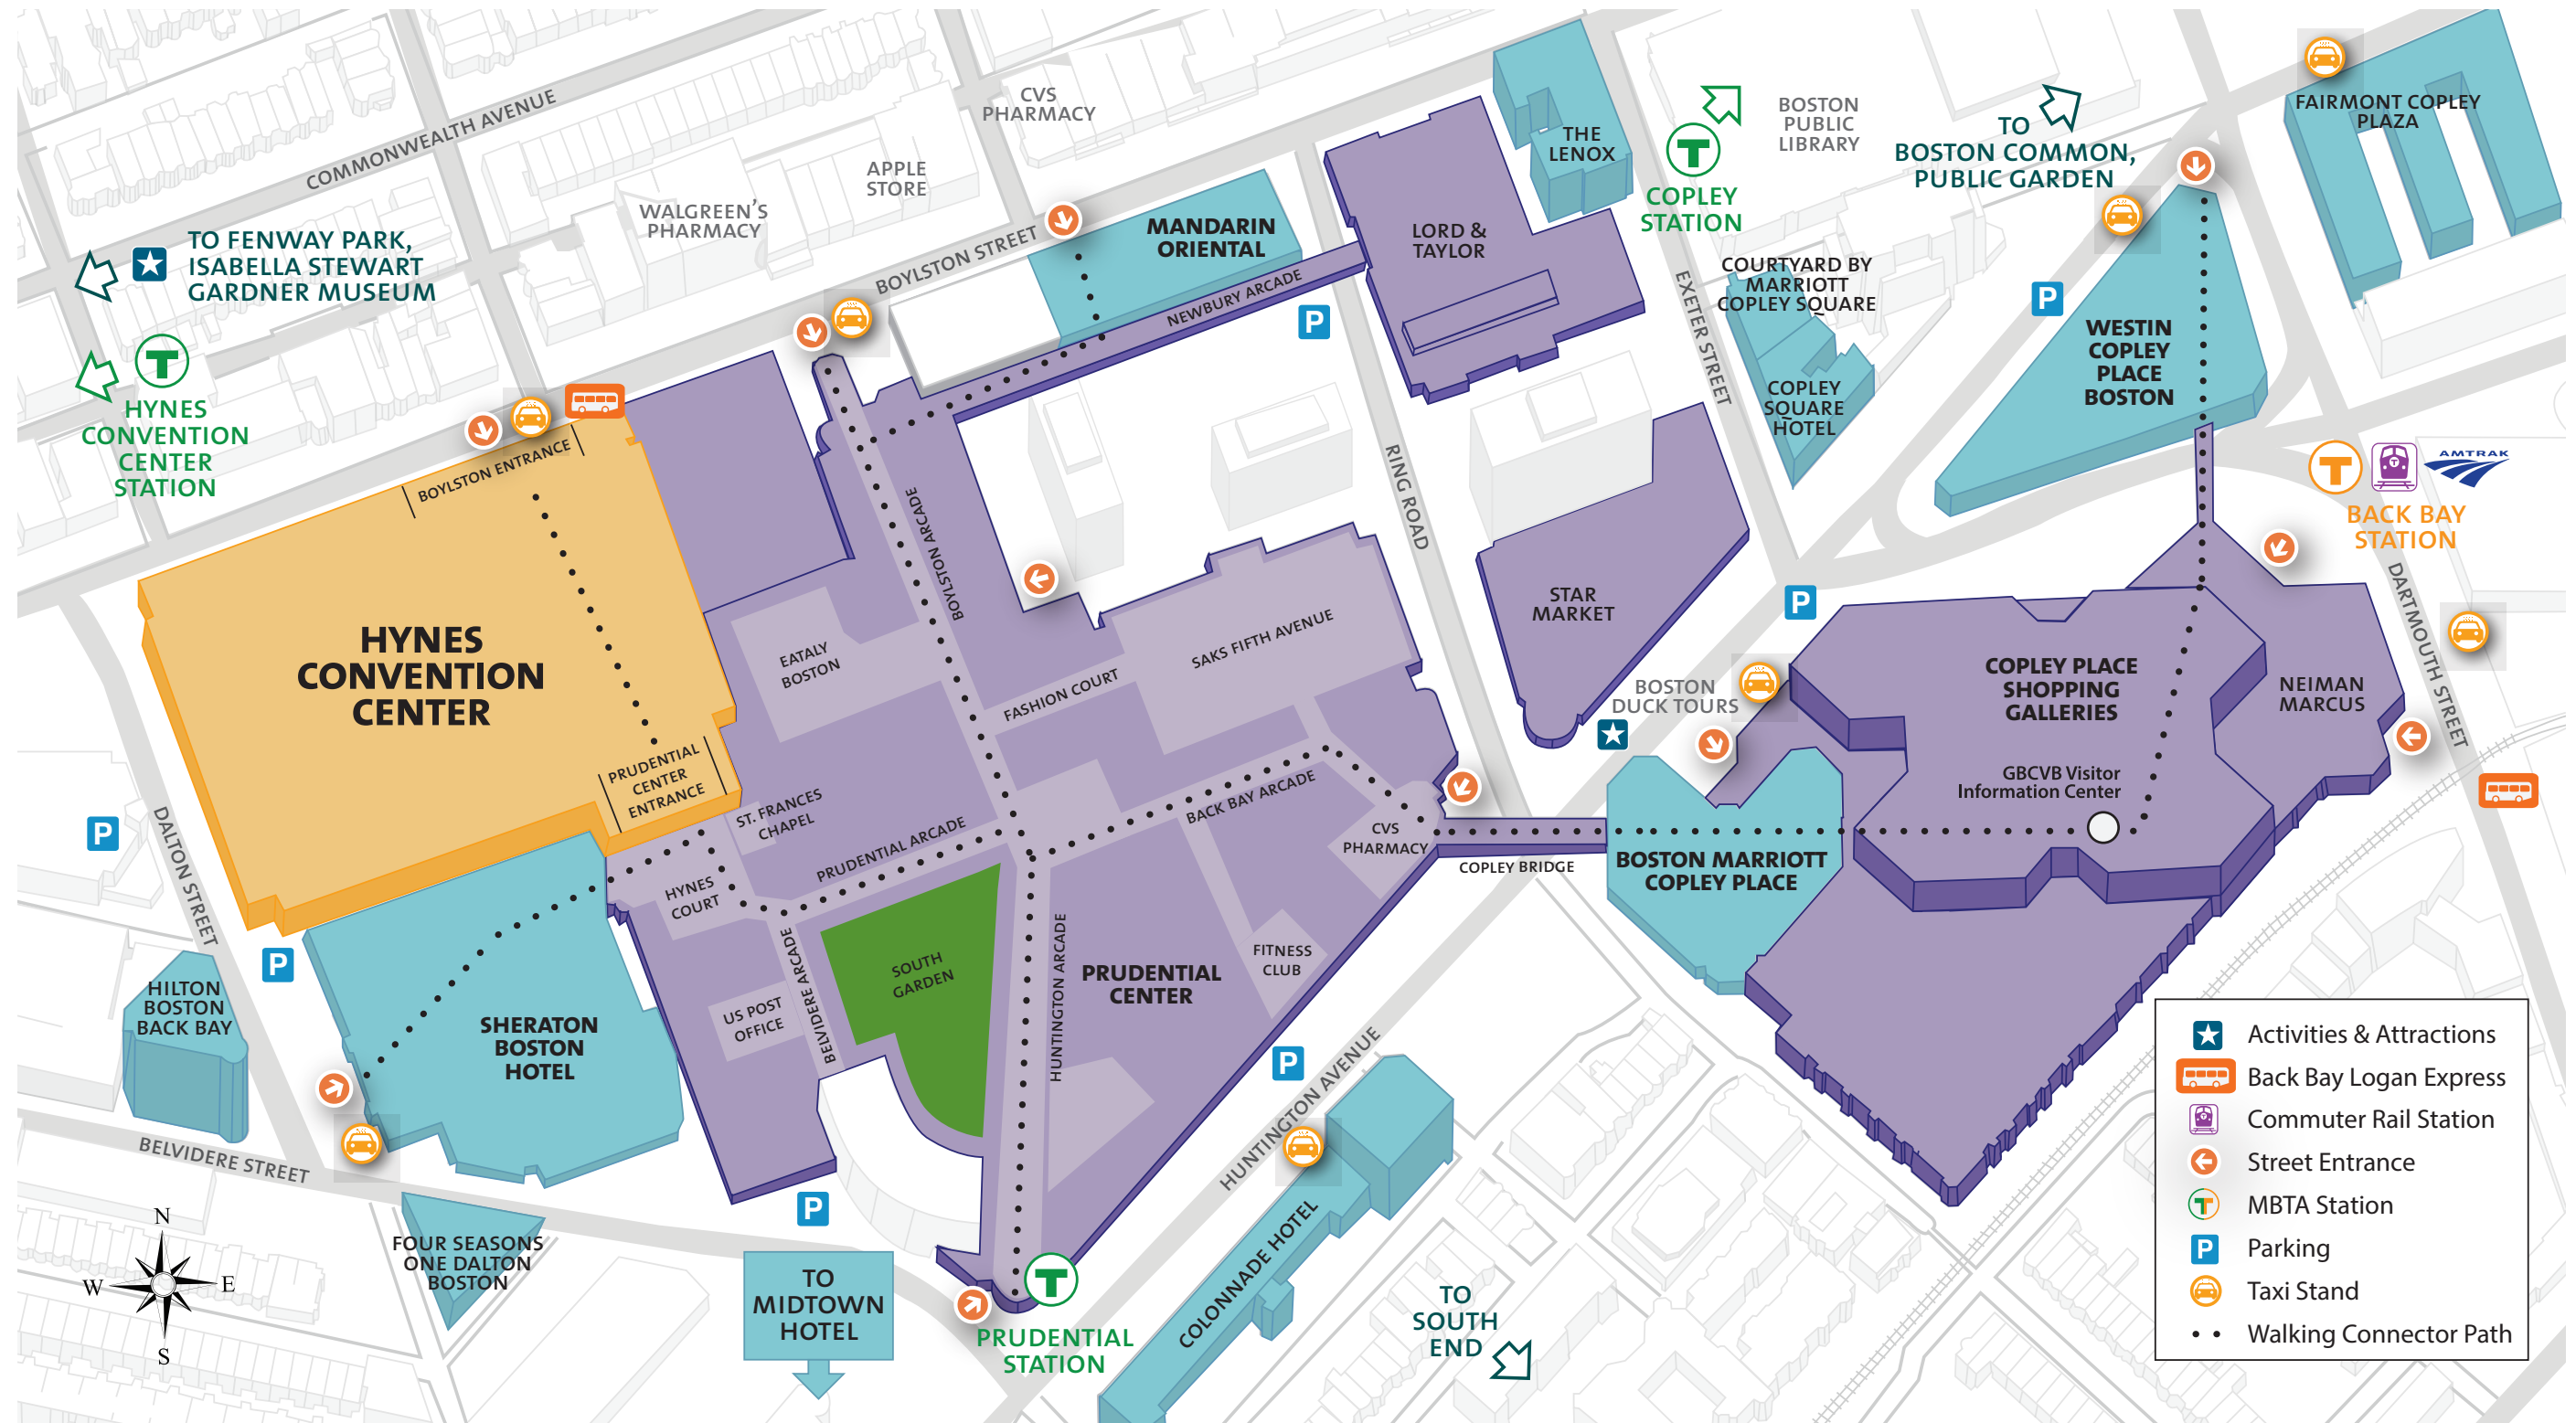 COMMONWEALTH AVENUE
CVS
PHARMACY
APPLE
STORE
WALGREEN'S
PHARMACY
BOYLSTON STREET
TO FENWAY PARK,
ISABELLA STEWART
GARDNER MUSEUM
T
HYNES
CONVENTION
CENTER
STATION
MANDARIN
ORIENTAL
NEWBURY ARCADE
P
LORD &
TAYLOR
THE
LENOX
T
COPLEY
STATION
BOSTON
PUBLIC
LIBRARY
TO
BOSTON COMMON,
PUBLIC GARDEN
FAIRMONT COPLEY
PLAZA
COURTYARD BY
MARRIOTT
COPLEY SQUARE
COPLEY
SQUARE
HOTEL
EXETER STREET
P
WESTIN
COPLEY
PLACE
BOSTON
T
T
AMTRAK
BACK BAY
STATION
DARTMOUTH STREET
BOYLSTON ENTRANCE
HYNES
CONVENTION
CENTER
PRUDENTIAL
CENTER
ENTRANCE
BOYLSTON ARCADE
EATALY
BOSTON
FASHION COURT
SAKS FIFTH AVENUE
RING ROAD
STAR
MARKET
P
BOSTON
DUCK TOURS
COPLEY PLACE
SHOPPING
GALLERIES
NEIMAN
MARCUS
GBCVB Visitor
Information Center
ST. FRANCES
CHAPEL
PRUDENTIAL ARCADE
BACK BAY ARCADE
CVS
PHARMACY
COPLEY BRIDGE
BOSTON MARRIOTT
COPLEY PLACE
P
DALTON STREET
P
HYNES
COURT
BELVIDERE ARCADE
SOUTH
GARDEN
HUNTINGTON ARCADE
PRUDENTIAL
CENTER
FITNESS
CLUB
US POST
OFFICE
HILTON
BOSTON
BACK BAY
SHERATON
BOSTON
HOTEL
P
HUNTINGTON AVENUE
BELVIDERE STREET
P
FOUR SEASONS
ONE DALTON
BOSTON
TO
MIDTOWN
HOTEL
T
PRUDENTIAL
STATION
COLONNADE HOTEL
TO
SOUTH
END
N
W
E
S
Activities & Attractions
Back Bay Logan Express
T
Commuter Rail Station
Street Entrance
T
MBTA Station
P
Parking
Taxi Stand
Walking Connector Path